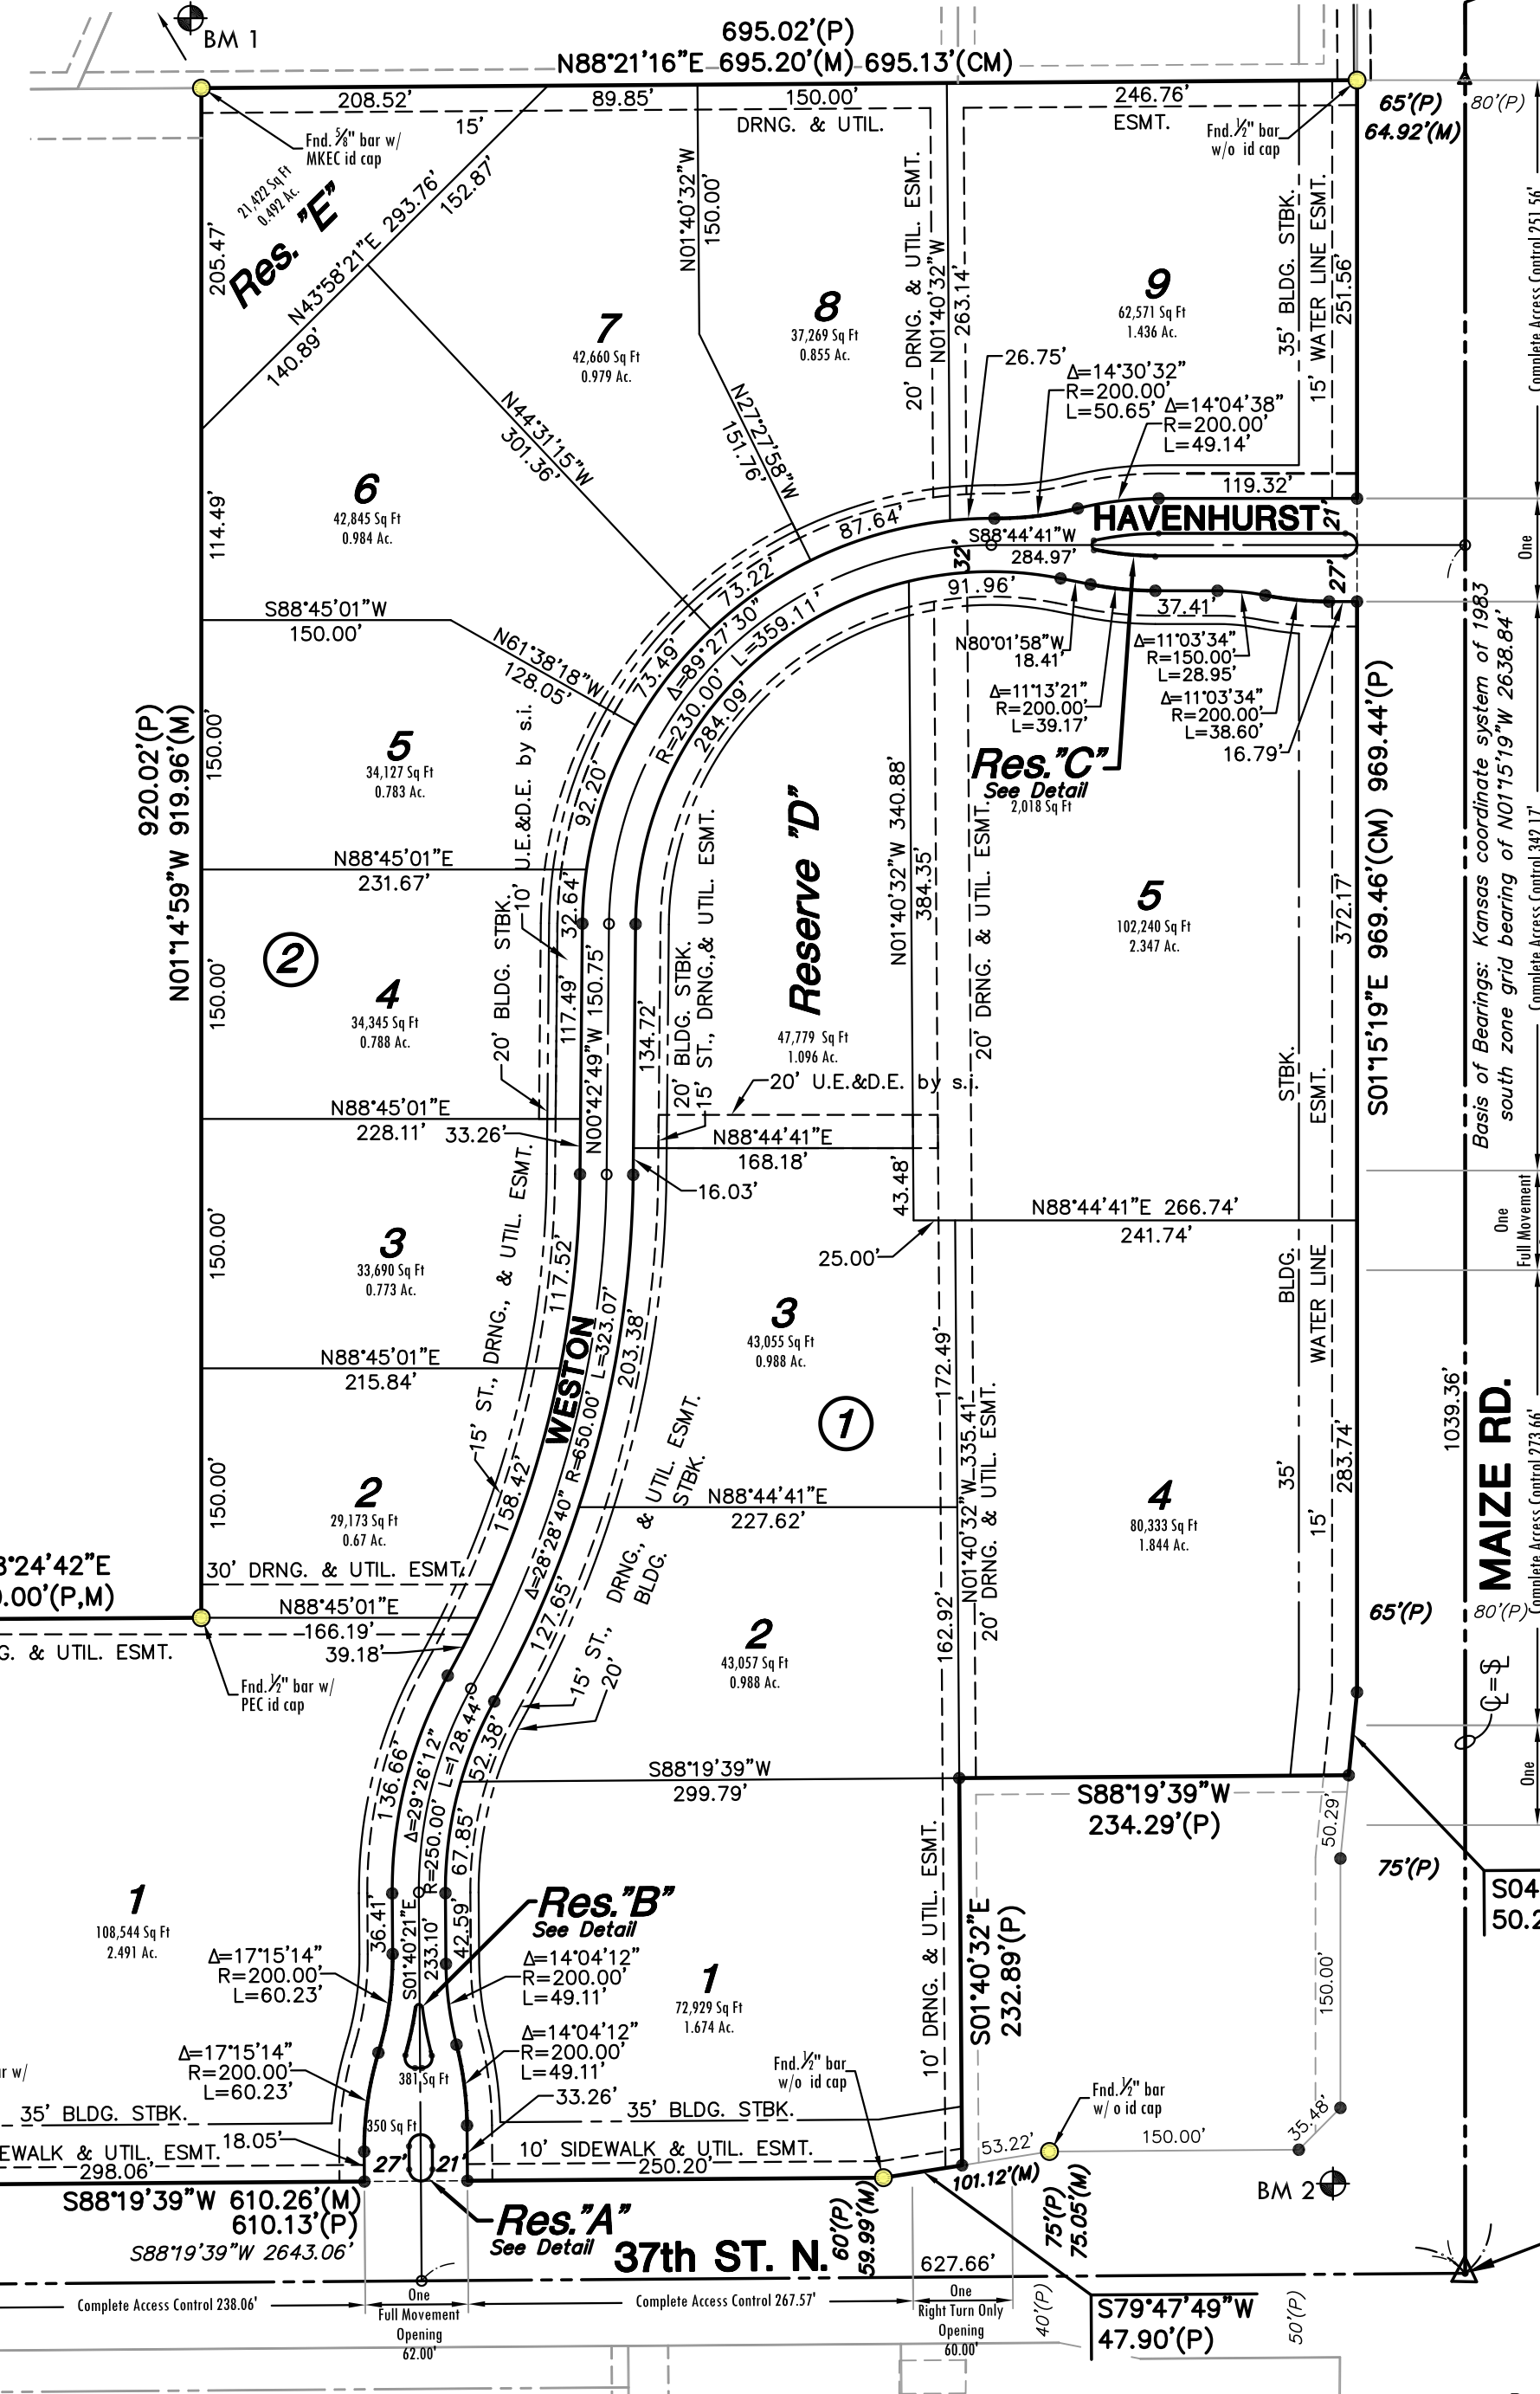 BM 1
695.02'(P)
N88°21'16"E 695.20'(M) 695.13'(CM)
208.52'
89.85'
150.00'
246.76'
15'
DRNG. & UTIL.
ESMT.
65'(P)
80'(P)
64.92'(M)
Fnd. 5/8" bar w/
MKEC id cap
Fnd. 1/2" bar
w/o id cap
21,422 Sq Ft
0.492 Ac.
Res. "E"
N43°58'21"E 293.76'
152.87'
140.89'
205.47'
N01°40'32"W
150.00'
20' DRNG. & UTIL. ESMT.
N01°40'32"W
263.14'
35' BLDG. STBK.
15' WATER LINE ESMT.
251.56'
Complete Access Control 251.56'
7
42,660 Sq Ft
0.979 Ac.
8
37,269 Sq Ft
0.855 Ac.
9
62,571 Sq Ft
1.436 Ac.
26.75'
Δ=14°30'32"
R=200.00'
L=50.65'
Δ=14°04'38"
R=200.00'
L=49.14'
N44°31'15"W
301.36'
N27°27'58"W
151.76'
6
42,845 Sq Ft
0.984 Ac.
114.49'
119.32'
HAVENHURST
21'
87.64'
S88°44'41"W
284.97'
32'
27'
One
73.22'
91.96'
37.41'
S88°45'01"W
150.00'
N61°38'18"W
128.05'
73.49'
Δ=89°27'30"
R=230.00' L=359.11'
284.09'
N80°01'58"W
18.41'
Δ=11°03'34"
R=150.00'
L=28.95'
Δ=11°13'21"
R=200.00'
L=39.17'
Δ=11°03'34"
R=200.00'
L=38.60'
16.79'
Res."C"
See Detail
2,018 Sq Ft
920.02'(P)
N01°14'59"W 919.96'(M)
150.00'
5
34,127 Sq Ft
0.783 Ac.
10' U.E.&D.E. by s.i.
92.20'
Reserve "D"
47,779 Sq Ft
1.096 Ac.
N01°40'32"W 340.88'
384.35'
20' DRNG. & UTIL. ESMT.
S01°15'19"E 969.46'(CM) 969.44'(P)
372.17'
Basis of Bearings: Kansas coordinate system of 1983
south zone grid bearing of N01°15'19"W 2638.84'
Complete Access Control 342.17'
N88°45'01"E
231.67'
5
102,240 Sq Ft
2.347 Ac.
2
150.00'
4
34,345 Sq Ft
0.788 Ac.
20' BLDG. STBK.
32.64'
117.49'
N00°42'49"W 150.75'
134.72'
20' BLDG. STBK.
15' ST., DRNG.,& UTIL. ESMT.
20' U.E.&D.E. by s.i.
STBK.
ESMT.
N88°45'01"E
228.11'
33.26'
N88°44'41"E
168.18'
16.03'
43.48'
N88°44'41"E 266.74'
241.74'
25.00'
One
Full Movement
150.00'
3
33,690 Sq Ft
0.773 Ac.
15' ST., DRNG., & UTIL. ESMT.
117.52'
WESTON
R=650.00' L=323.07'
Δ=28°28'40"
203.38'
3
43,055 Sq Ft
0.988 Ac.
172.49'
N01°40'32"W 335.41'
20' DRNG. & UTIL. ESMT.
BLDG.
WATER LINE
N88°45'01"E
215.84'
1
MAIZE RD.
1039.36'
Complete Access Control 273.66'
150.00'
2
29,173 Sq Ft
0.67 Ac.
158.42'
N88°44'41"E
227.62'
15' ST., DRNG., & UTIL. ESMT.
20' BLDG. STBK.
4
80,333 Sq Ft
1.844 Ac.
35'
15'
283.74'
8°24'42"E
0.00'(P,M)
30' DRNG. & UTIL. ESMT.
N88°45'01"E
166.19'
39.18'
G. & UTIL. ESMT.
Fnd. 1/2" bar w/
PEC id cap
127.65'
2
43,057 Sq Ft
0.988 Ac.
162.92'
65'(P)
80'(P)
136.66'
Δ=29°26'12"
R=250.00' L=128.44'
52.38'
67.85'
S88°19'39"W
299.79'
S88°19'39"W
234.29'(P)
50.29'
75'(P)
One
S04
50.2
1
108,544 Sq Ft
2.491 Ac.
36.41'
S01°40'21"E
233.10'
42.59'
Res."B"
See Detail
Δ=17°15'14"
R=200.00'
L=60.23'
Δ=14°04'12"
R=200.00'
L=49.11'
1
72,929 Sq Ft
1.674 Ac.
10' DRNG. & UTIL. ESMT.
S01°40'32"E
232.89'(P)
150.00'
Δ=17°15'14"
R=200.00'
L=60.23'
Δ=14°04'12"
R=200.00'
L=49.11'
381 Sq Ft
350 Sq Ft
33.26'
Fnd. 1/2" bar
w/o id cap
Fnd. 1/2" bar
w/ o id cap
r w/
35' BLDG. STBK.
35' BLDG. STBK.
18.05'
EWALK & UTIL. ESMT.
298.06'
27'
21'
10' SIDEWALK & UTIL. ESMT.
250.20'
53.22'
150.00'
35.48'
101.12'(M)
S88°19'39"W 610.26'(M)
610.13'(P)
S88°19'39"W 2643.06'
Res."A"
See Detail
37th ST. N.
60'(P)
59.99'(M)
75'(P)
75.05'(M)
BM 2
627.66'
Complete Access Control 238.06'
One
Full Movement
Opening
62.00'
Complete Access Control 267.57'
One
Right Turn Only
Opening
60.00'
40'(P)
S79°47'49"W
47.90'(P)
50'(P)